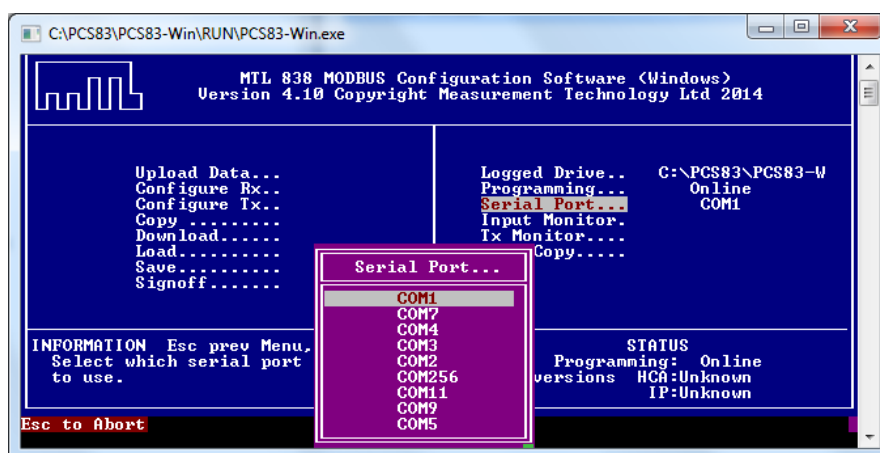 C:\PCS83\PCS83-Win\RUN\PCS83-Win.exe
MTL 838 MODBUS Configuration Software (Windows)
Version 4.10 Copyright Measurement Technology Ltd 2014
Upload Data...
Configure Rx..
Configure Tx..
Copy .........
Download......
Load..........
Save..........
Signoff.......
Logged Drive.. C:\PCS83\PCS83-W
Programming... Online
Serial Port... COM1
Input Monitor.
Tx Monitor....
Copy.....
Serial Port...
COM1
COM7
COM4
COM3
COM2
COM256
COM11
COM9
COM5
INFORMATION Esc prev Menu,
Select which serial port
to use.
STATUS
Programming: Online
versions HCA:Unknown
IP:Unknown
Esc to Abort